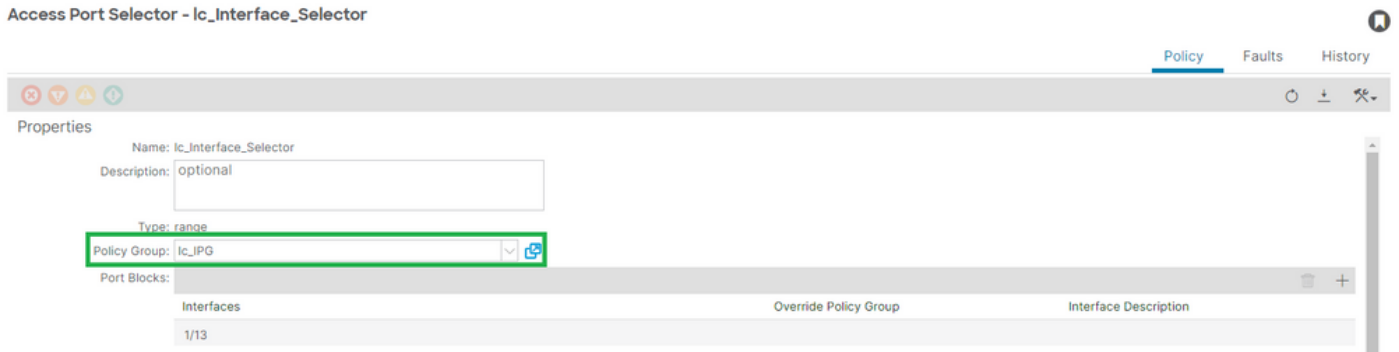 Access Port Selector - lc_Interface_Selector
Policy Faults History
Properties
Name: lc_Interface_Selector
Description: optional
Type: range
Policy Group: lc_IPG
Port Blocks:
Interfaces Override Policy Group Interface Description
1/13